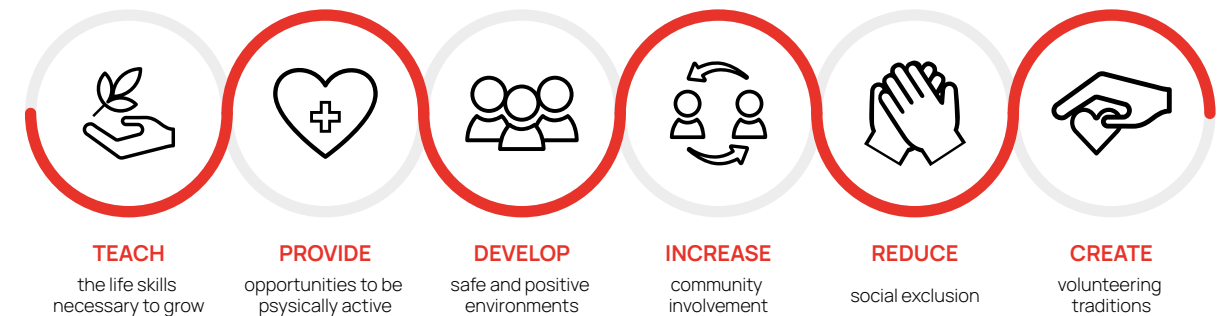 TEACH
the life skills
necessary to grow
PROVIDE
opportunities to be
psysically active
DEVELOP
safe and positive
environments
INCREASE
community
involvement
REDUCE
social exclusion
CREATE
volunteering
traditions